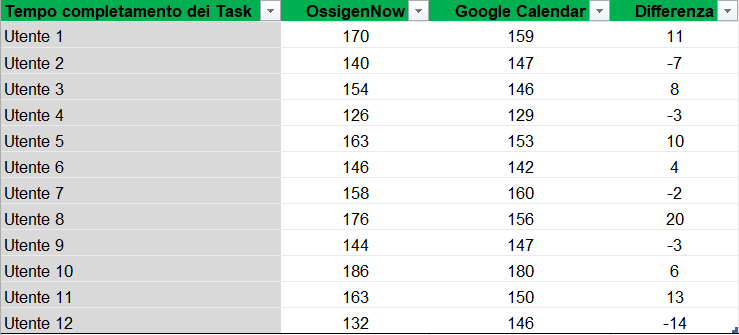 Tempo completamento dei Task OssigenNow Google Calendar Differenza
Utente 1 170 159 11
Utente 2 140 147 -7
Utente 3 154 146 8
Utente 4 126 129 -3
Utente 5 163 153 10
Utente 6 146 142 4
Utente 7 158 160 -2
Utente 8 176 156 20
Utente 9 144 147 -3
Utente 10 186 180 6
Utente 11 163 150 13
Utente 12 132 146 -14